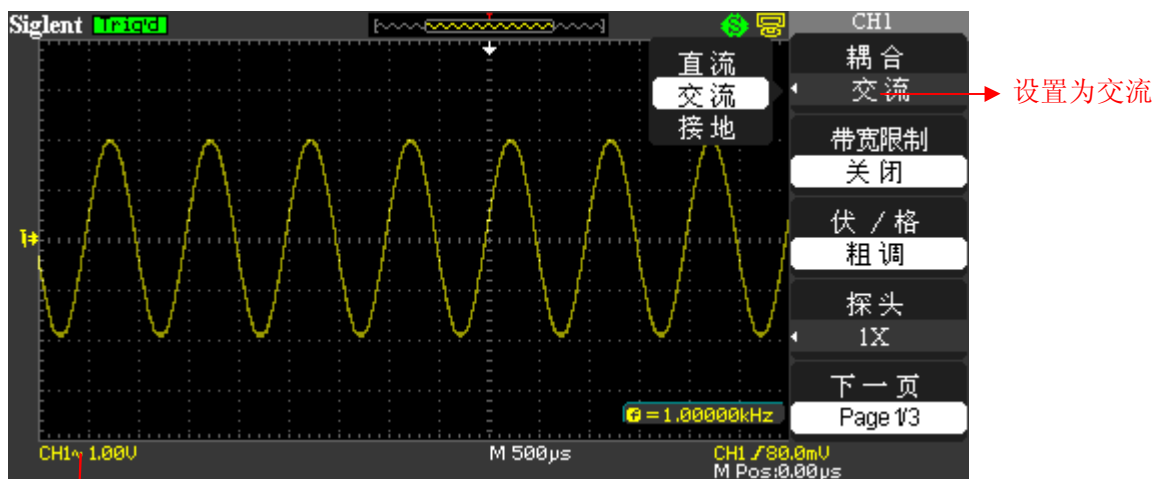 Siglent Trig'd
CH1
耦合
交流
设置为交流
直流
交流
接地
带宽限制
关闭
伏/格
粗调
探头
1X
下一页
Page 1/3
f=1.00000kHz
CH1~ 1.00V
M 500μs
CH1 80.0mV
M Pos:0.00μs